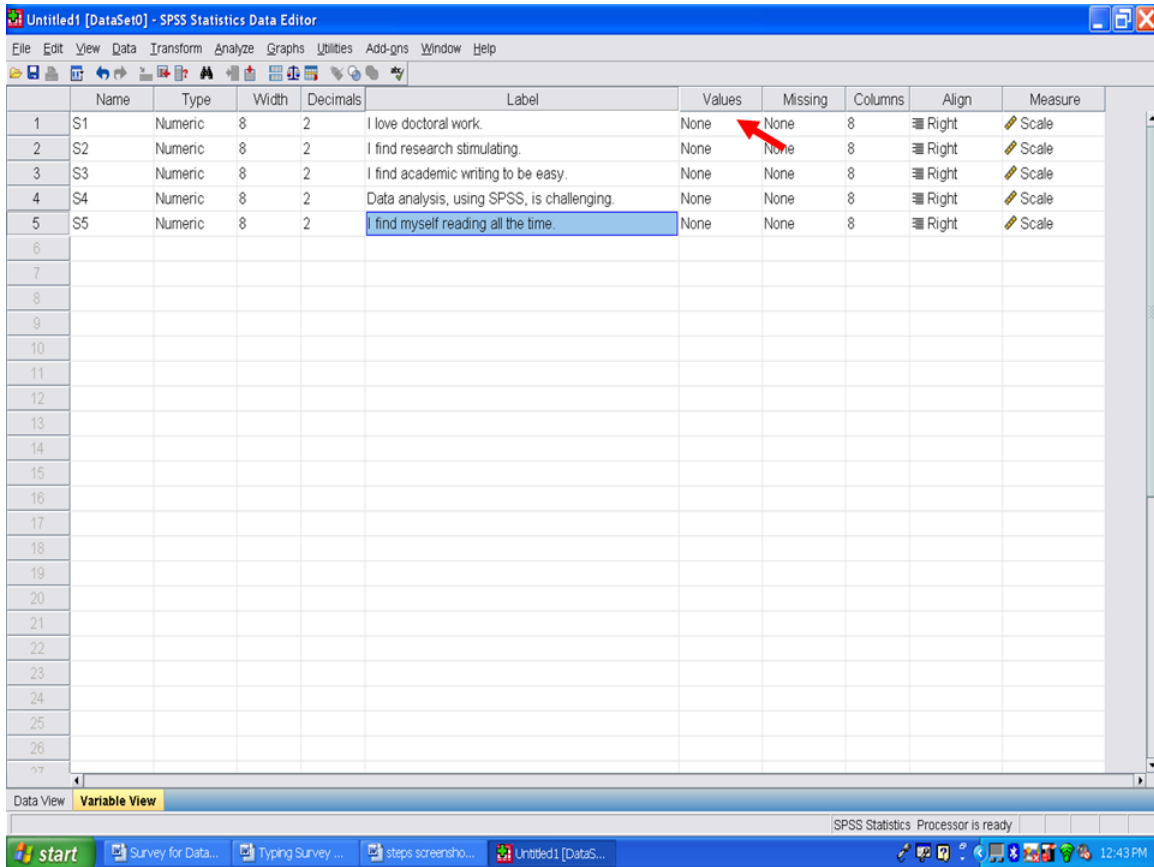 Untitled1 [DataSet0] - SPSS Statistics Data Editor
File Edit View Data Transform Analyze Graphs Utilities Add-ons Window Help
Name Type Width Decimals Label Values Missing Columns Align Measure
1 S1 Numeric 8 2 I love doctoral work. None None 8 Right Scale
2 S2 Numeric 8 2 I find research stimulating. None None 8 Right Scale
3 S3 Numeric 8 2 I find academic writing to be easy. None None 8 Right Scale
4 S4 Numeric 8 2 Data analysis, using SPSS, is challenging. None None 8 Right Scale
5 S5 Numeric 8 2 I find myself reading all the time. None None 8 Right Scale
6
7
8
9
10
11
12
13
14
15
16
17
18
19
20
21
22
23
24
25
26
27
Data View Variable View
SPSS Statistics Processor is ready
start Survey for Data... Typing Survey ... steps screensho... Untitled1 [DataS... 12:43 PM